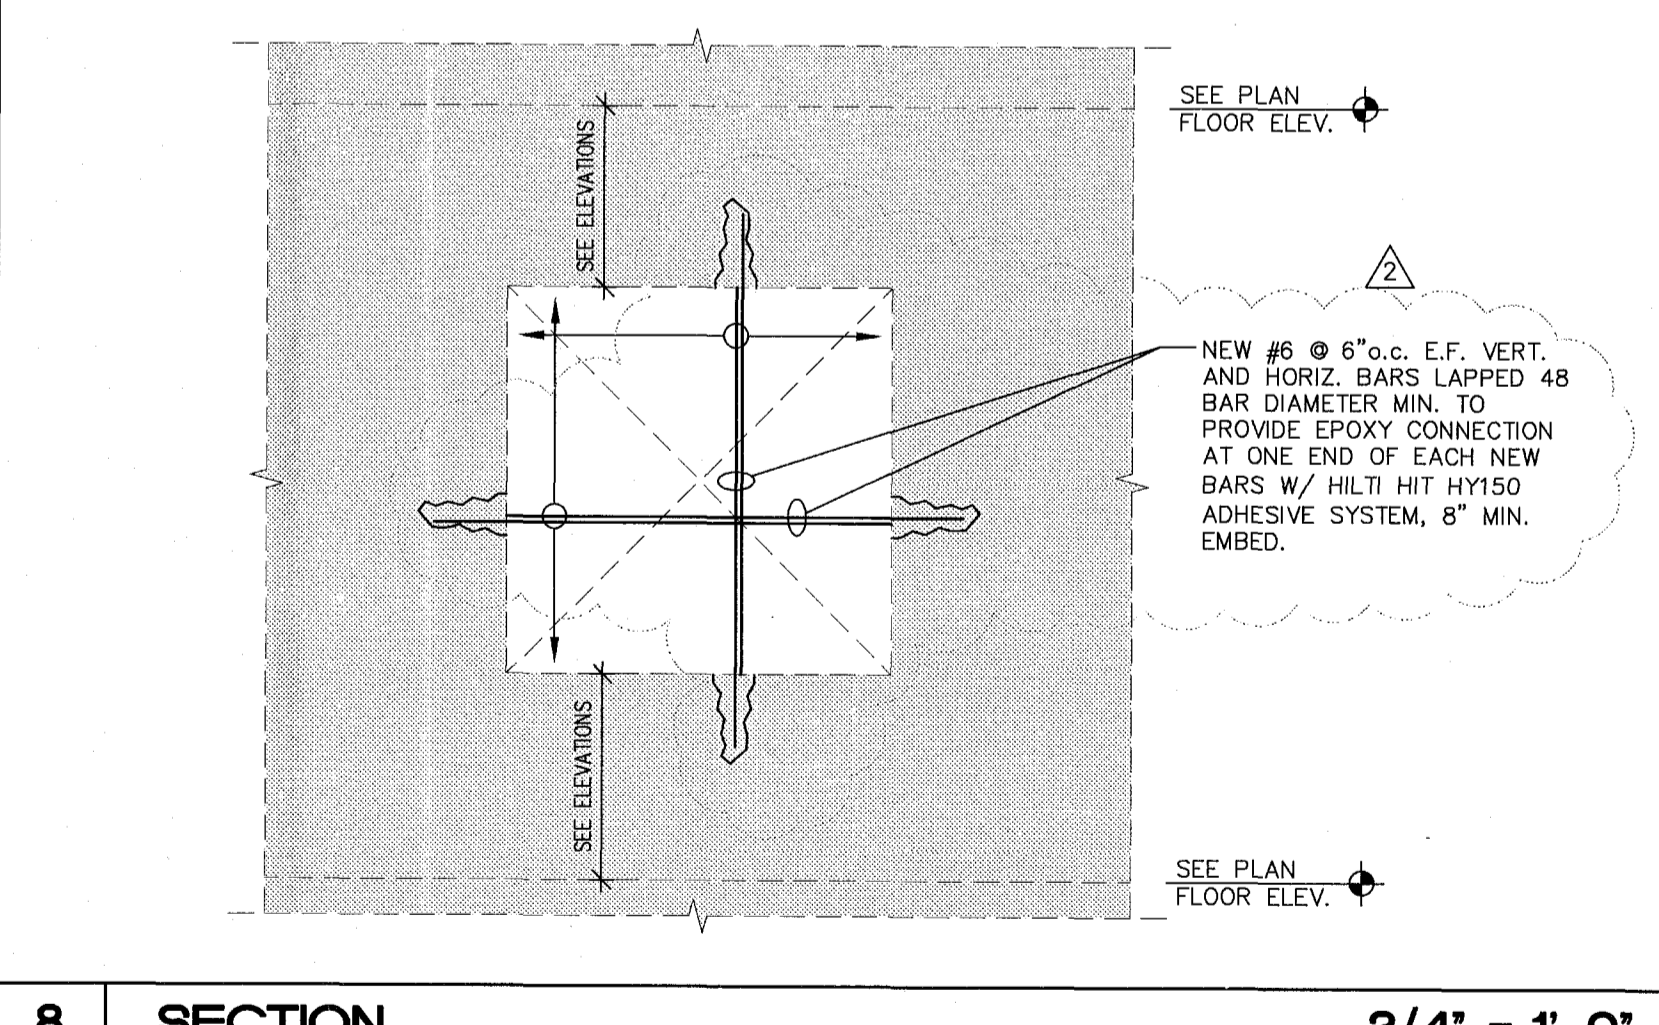 SEE PLAN
FLOOR ELEV.
SEE ELEVATIONS
2
NEW #6 @ 6"o.c. E.F. VERT.
AND HORIZ. BARS LAPPED 48
BAR DIAMETER MIN. TO
PROVIDE EPOXY CONNECTION
AT ONE END OF EACH NEW
BARS W/ HILTI HIT HY150
ADHESIVE SYSTEM, 8" MIN.
EMBED.
SEE ELEVATIONS
SEE PLAN
FLOOR ELEV.
8 SECTION 3/4" = 1'-0"